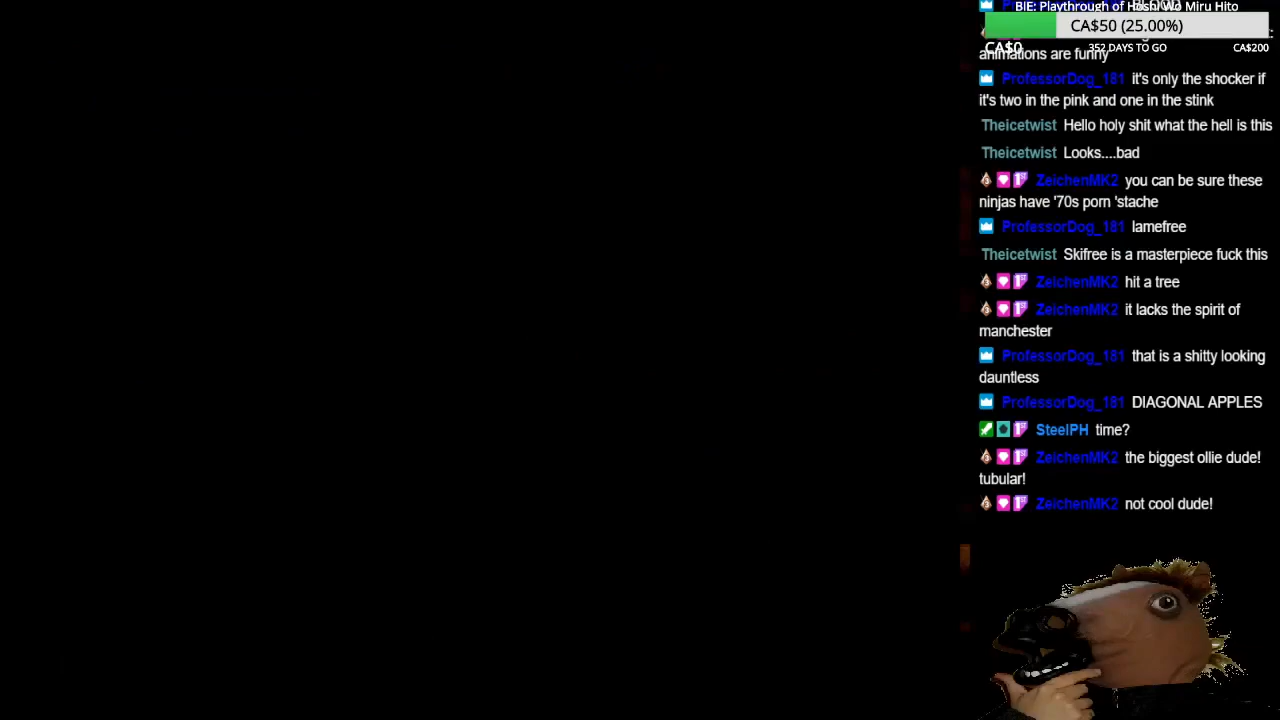 BIE: Playthrough of Hoshi Wo Miru Hito
CA$50 (25.00%)
CA$0 352 DAYS TO GO CA$200
animations are funny
ProfessorDog_181 it's only the shocker if
it's two in the pink and one in the stink
Theicetwist Hello holy shit what the hell is this
Theicetwist Looks....bad
ZeichenMK2 you can be sure these
ninjas have '70s porn 'stache
ProfessorDog_181 lamefree
Theicetwist Skifree is a masterpiece fuck this
ZeichenMK2 hit a tree
ZeichenMK2 it lacks the spirit of
manchester
ProfessorDog_181 that is a shitty looking
dauntless
ProfessorDog_181 DIAGONAL APPLES
SteelPH time?
ZeichenMK2 the biggest ollie dude!
tubular!
ZeichenMK2 not cool dude!